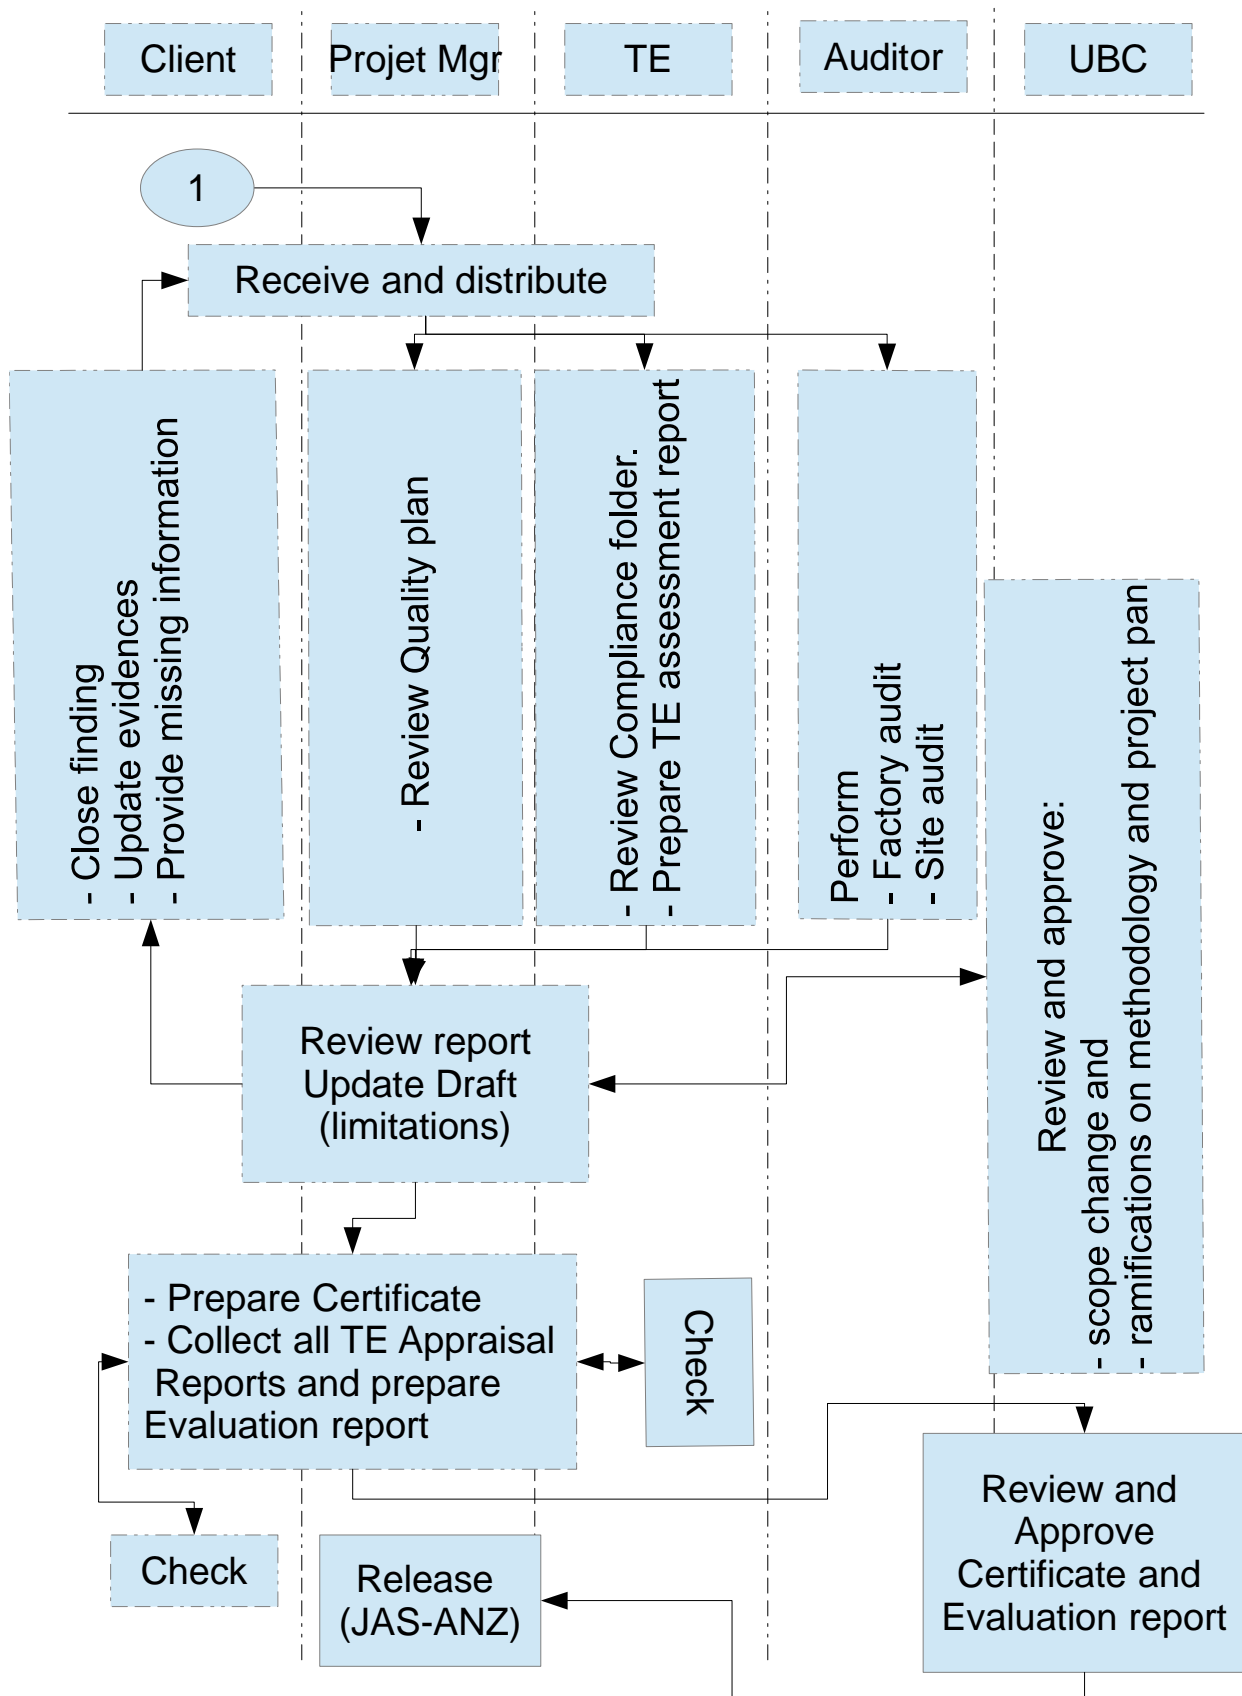 Client
Projet Mgr
TE
Auditor
UBC
1
Receive and distribute
- Close finding
- Update evidences
- Provide missing information
- Review Quality plan
- Review Compliance folder.
- Prepare TE assessment report
Perform
- Factory audit
- Site audit
Review and approve:
- scope change and
- ramifications on methodology and project pan
Review report
Update Draft
(limitations)
- Prepare Certificate
- Collect all TE Appraisal
Reports and prepare
Evaluation report
Check
Check
Release
(JAS-ANZ)
Review and
Approve
Certificate and
Evaluation report